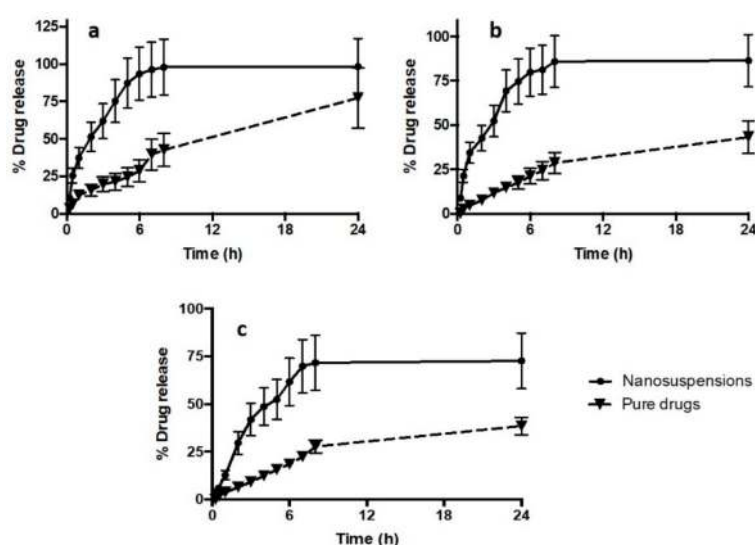 a
% Drug release
125
100
75
50
25
0
0 6 12 18 24
Time (h)
b
% Drug release
100
75
50
25
0
0 6 12 18 24
Time (h)
c
% Drug release
100
75
50
25
0
0 6 12 18 24
Time (h)
Nanosuspensions
Pure drugs